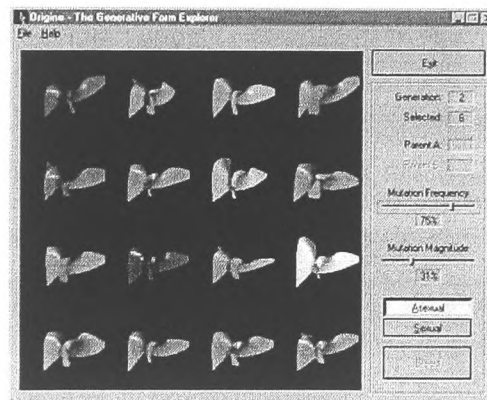 Origine - The Generative Form Explorer
File Help
Exit
Generation: 2
Selected: 6
Parent A:
Mutation Frequency
75%
Mutation Magnitude
31%
Asexual
Sexual